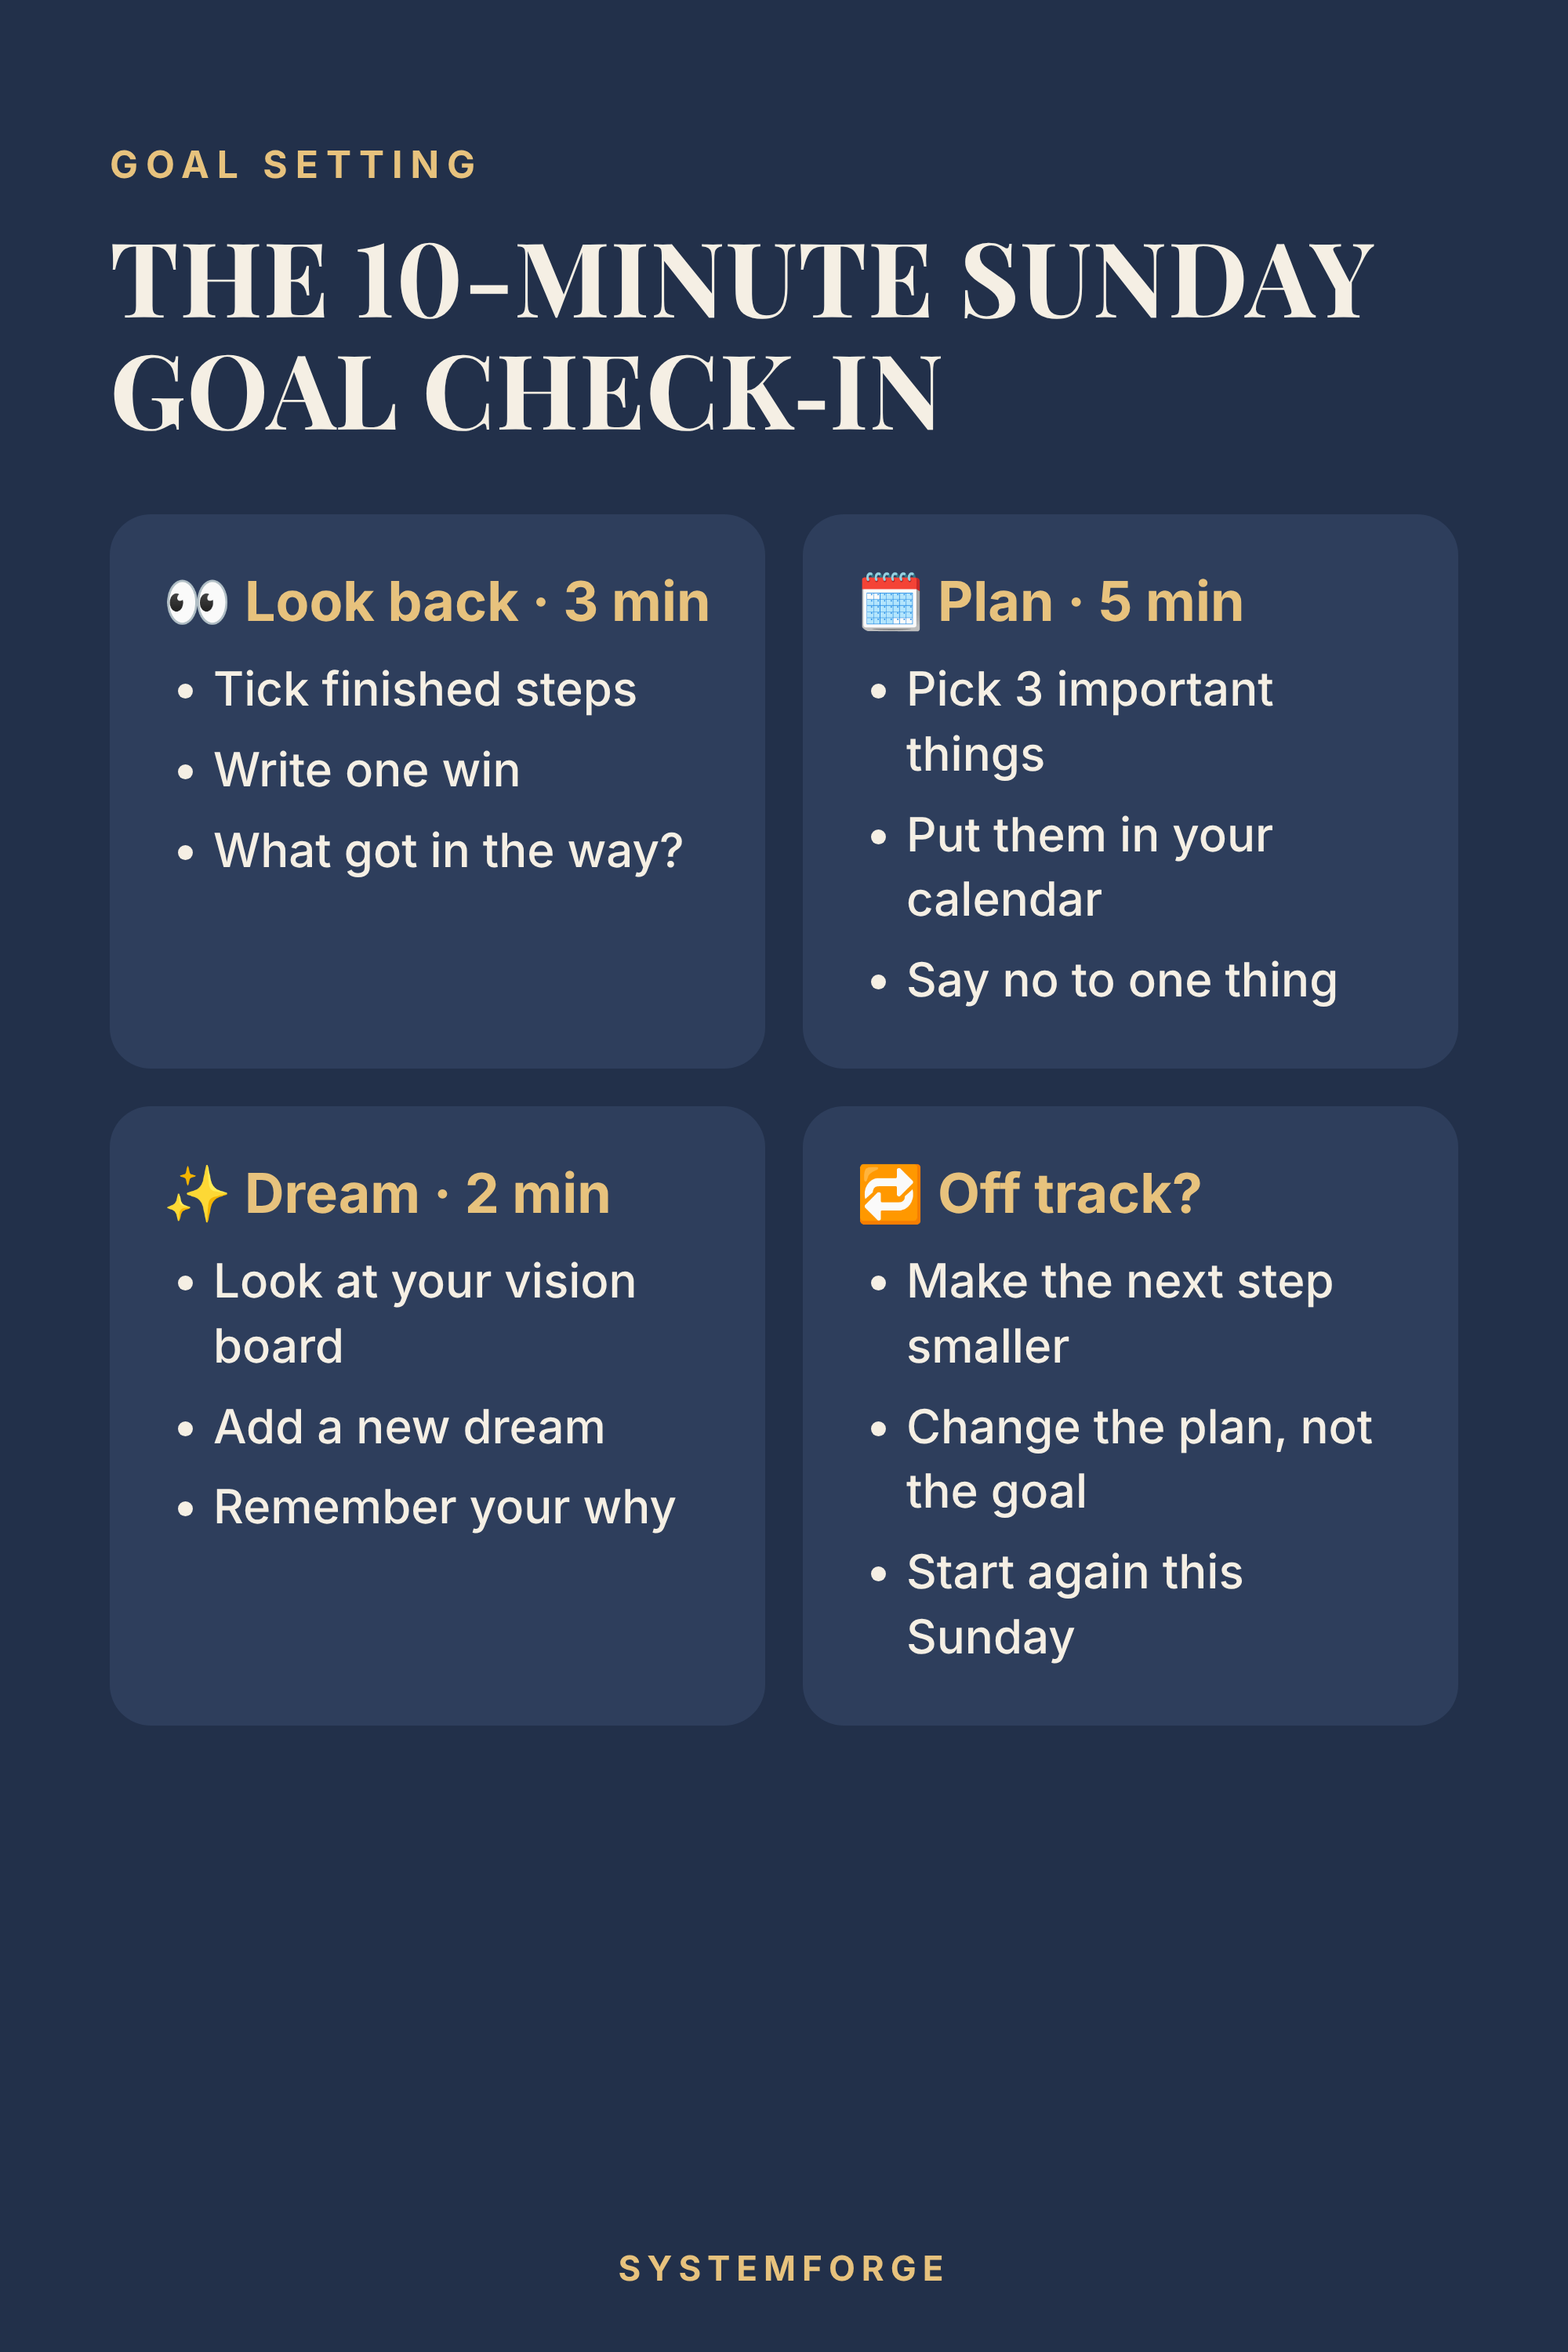 GOAL SETTING
THE 10-MINUTE SUNDAY
GOAL CHECK-IN
👀 Look back · 3 min
• Tick finished steps
• Write one win
• What got in the way?
🗓️ Plan · 5 min
• Pick 3 important
things
• Put them in your
calendar
• Say no to one thing
✨ Dream · 2 min
• Look at your vision
board
• Add a new dream
• Remember your why
🔁 Off track?
• Make the next step
smaller
• Change the plan, not
the goal
• Start again this
Sunday
SYSTEMFORGE